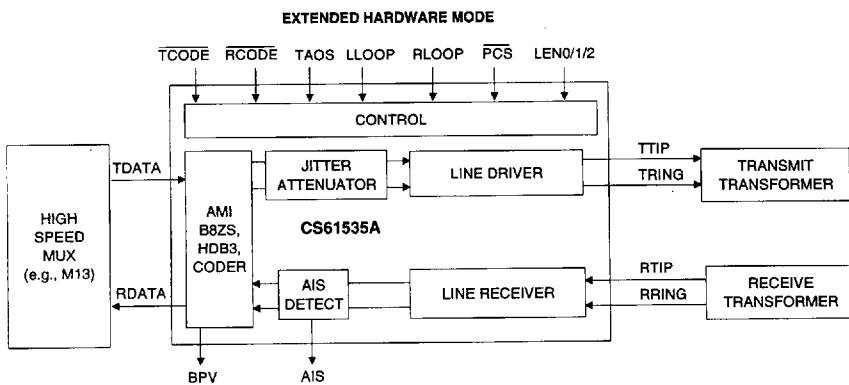 EXTENDED HARDWARE MODE
TCODE RCODE TAOS LLOOP RLOOP PCS LEN0/1/2
CONTROL
HIGH
SPEED
MUX
(e.g., M13)
TDATA
RDATA
AMI
B8ZS,
HDB3,
CODER
JITTER
ATTENUATOR
LINE DRIVER
TTIP
TRING
TRANSMIT
TRANSFORMER
CS61535A
AIS
DETECT
LINE RECEIVER
RTIP
RRING
RECEIVE
TRANSFORMER
BPV
AIS